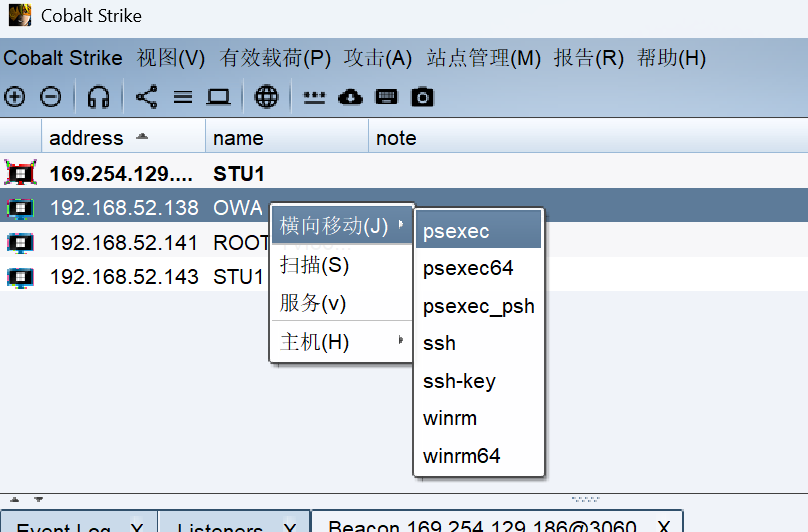 Cobalt Strike
Cobalt Strike 视图(V) 有效载荷(P) 攻击(A) 站点管理(M) 报告(R) 帮助(H)
address name note
169.254.129.... STU1
192.168.52.138 OWA
192.168.52.141 ROOT
192.168.52.143 STU1
横向移动(J)
扫描(S)
服务(v)
主机(H)
psexec
psexec64
psexec_psh
ssh
ssh-key
winrm
winrm64
Event Log X Listeners X Beacon 169.254.129.186@3060 X